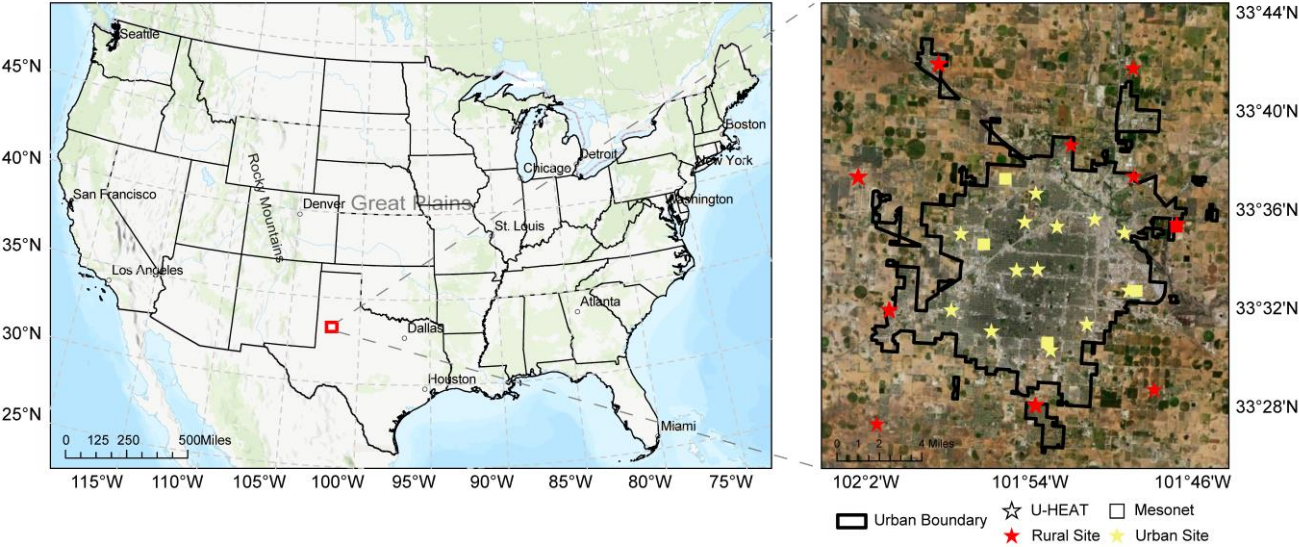 Seattle
Boston
Detroit
Chicago
New York
Rocky Mountains
San Francisco
Denver
Great Plains
Washington
St. Louis
Los Angeles
Atlanta
Dallas
Houston
Miami
0 125 250 500Miles
45°N
40°N
35°N
30°N
25°N
115°W 110°W 105°W 100°W 95°W 90°W 85°W 80°W 75°W
33°44'N
33°40'N
33°36'N
33°32'N
33°28'N
0 1 2 4 Miles
102°2'W 101°54'W 101°46'W
Urban Boundary
U-HEAT
Mesonet
Rural Site
Urban Site